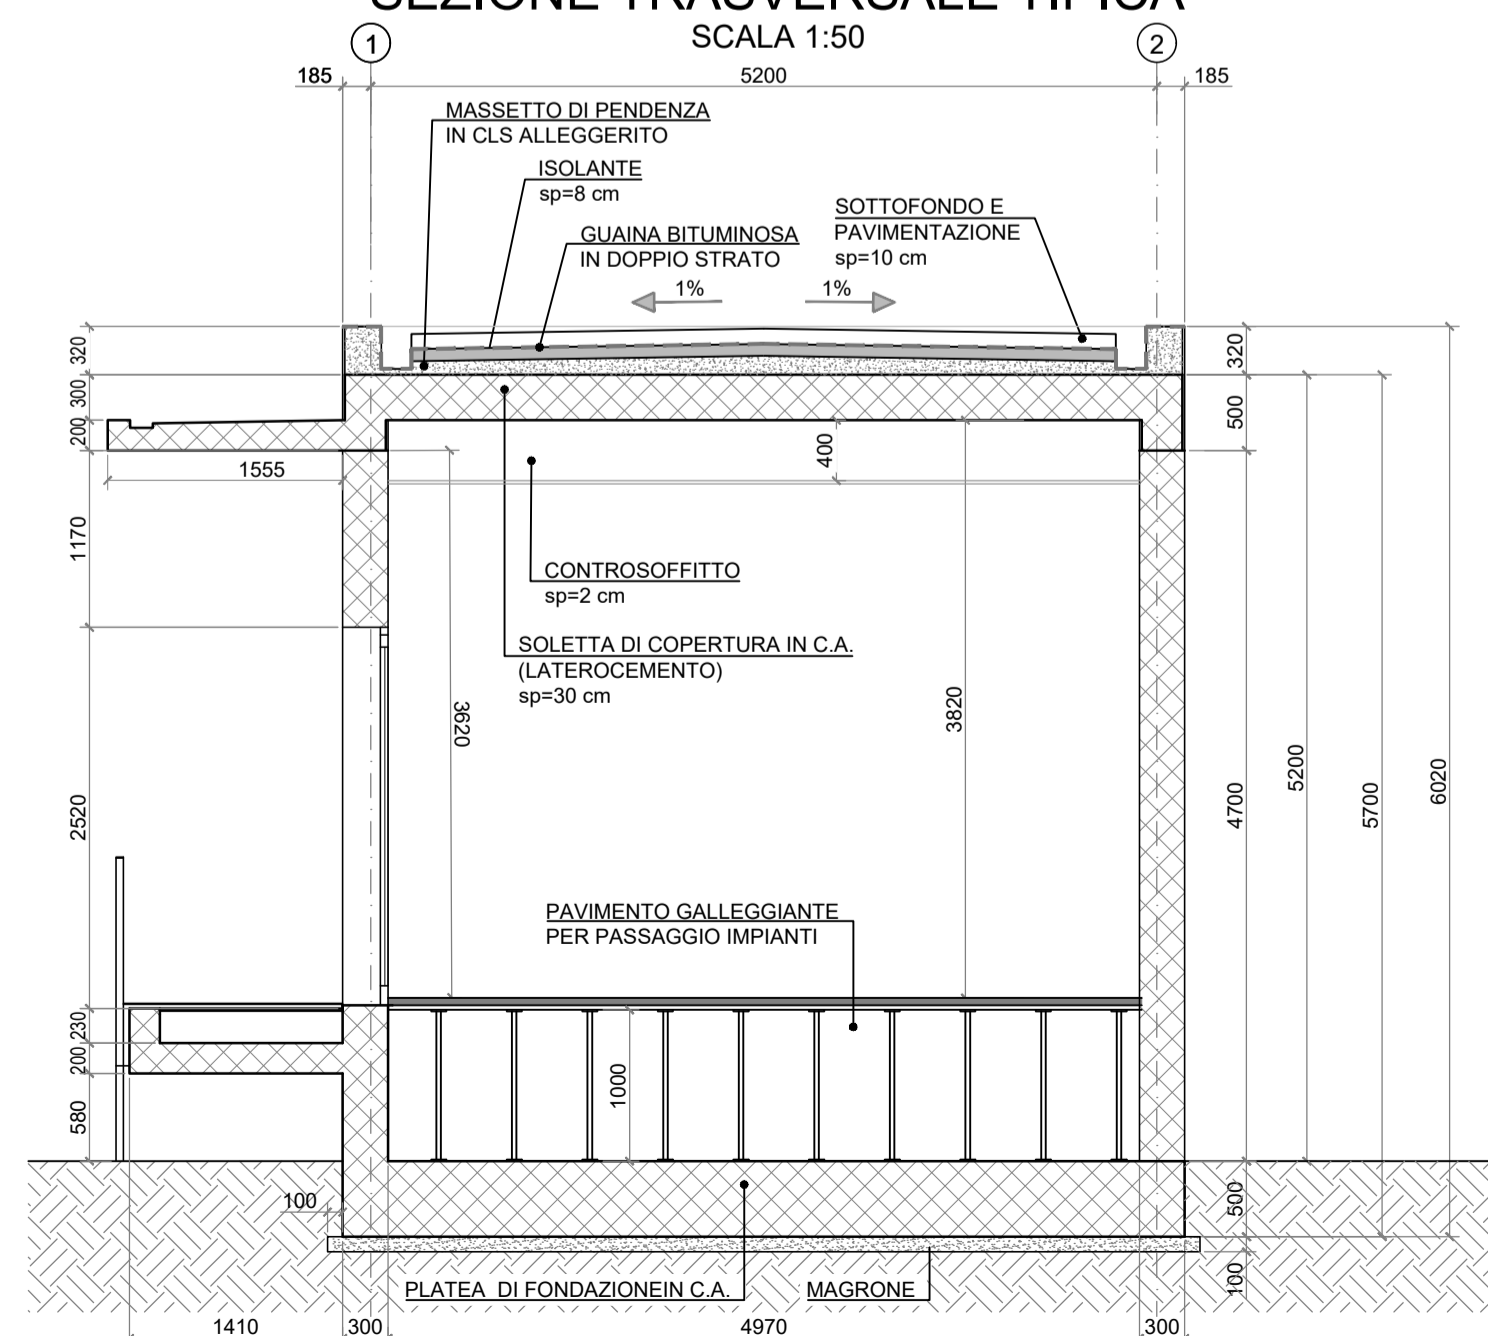 SEZIONE TRASVERSALE TIPICA
SCALA 1:50
1
2
185
5200
185
MASSETTO DI PENDENZA
IN CLS ALLEGGERITO
ISOLANTE
sp=8 cm
GUAINA BITUMINOSA
IN DOPPIO STRATO
SOTTOFONDO E
PAVIMENTAZIONE
sp=10 cm
1%
1%
320
300
200
1555
1170
2520
230
200
580
400
320
500
4700
5200
5700
6020
500
100
CONTROSOFFITTO
sp=2 cm
SOLETTA DI COPERTURA IN C.A.
(LATEROCEMENTO)
sp=30 cm
3620
3820
PAVIMENTO GALLEGGIANTE
PER PASSAGGIO IMPIANTI
1000
100
PLATEA DI FONDAZIONEIN C.A.
MAGRONE
1410
300
4970
300